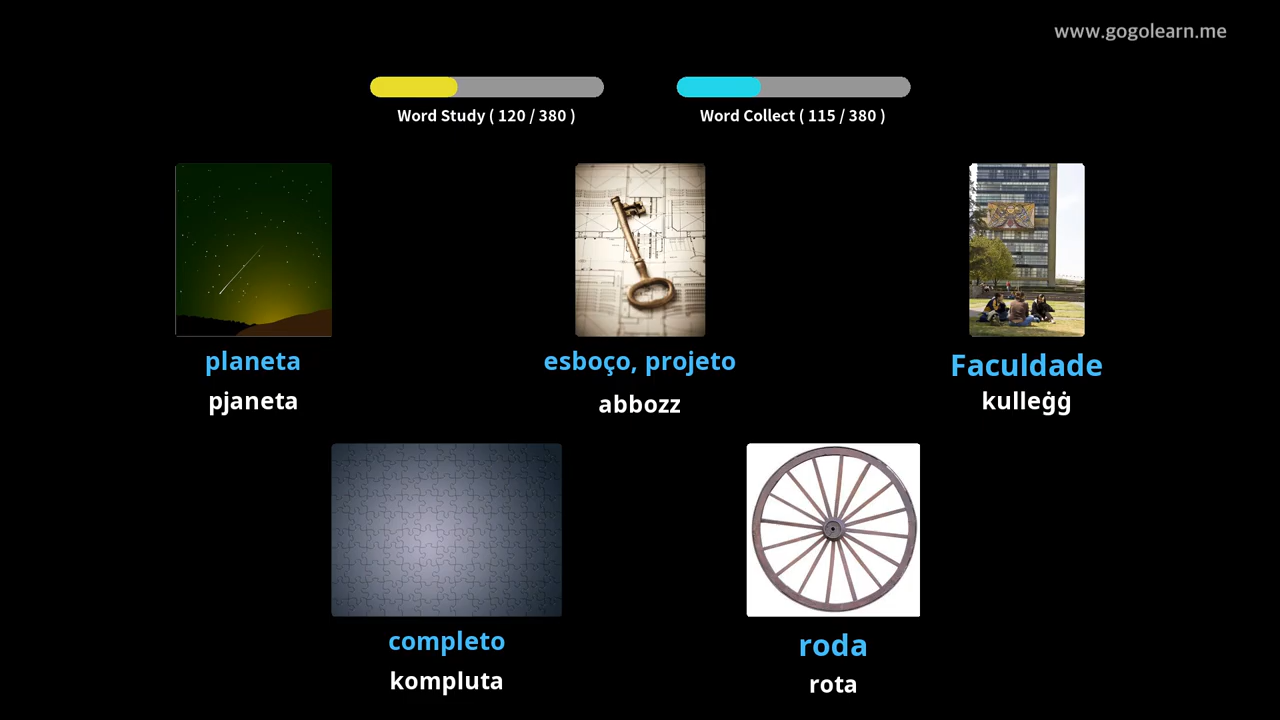 www.gogolearn.me
Word Study ( 120 / 380 )
Word Collect ( 115 / 380 )
planeta
pjaneta
esboço, projeto
abbozz
Faculdade
kulleġġ
completo
kompluta
roda
rota